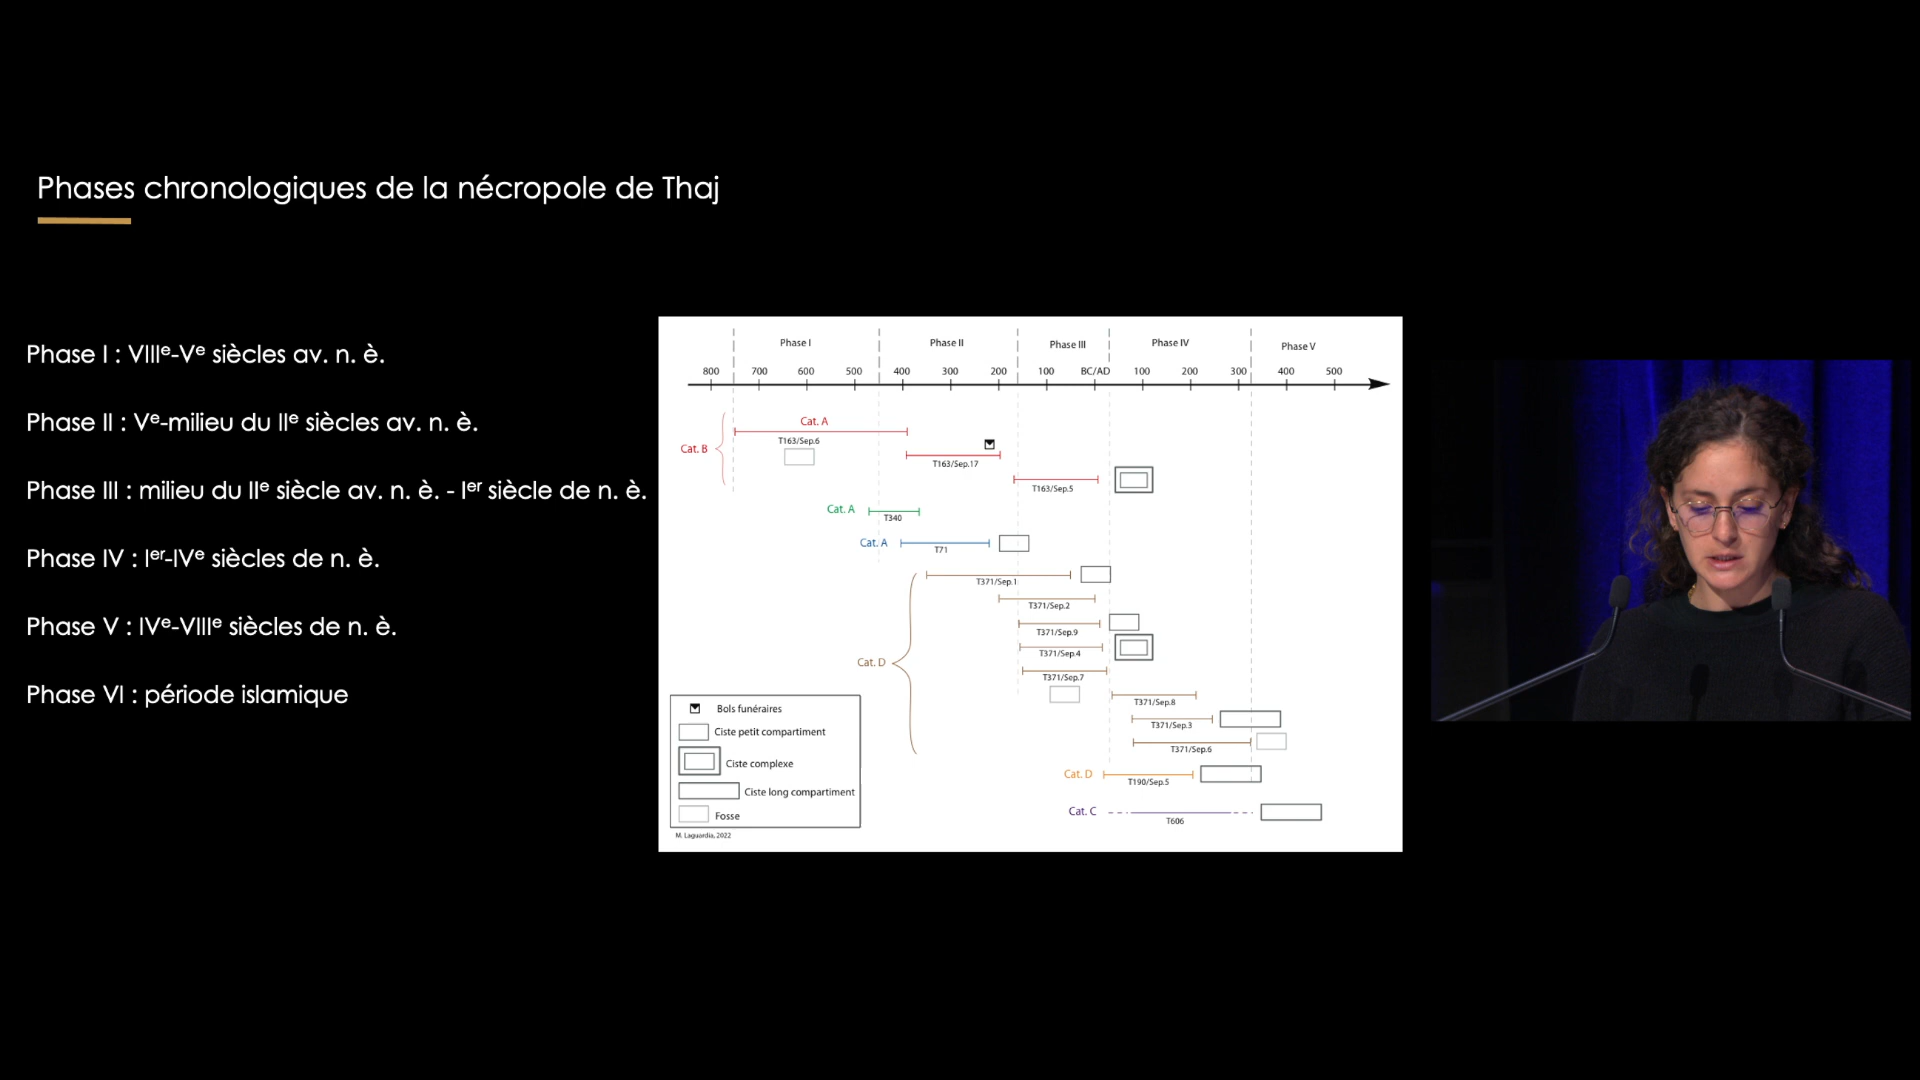 Phases chronologiques de la nécropole de Thaj
Phase I : VIIIe-Ve siècles av. n. è.
Phase II : Ve-milieu du IIe siècles av. n. è.
Phase III : milieu du IIe siècle av. n. è. - Ier siècle de n. è.
Phase IV : Ier-IVe siècles de n. è.
Phase V : IVe-VIIIe siècles de n. è.
Phase VI : période islamique
Phase I Phase II Phase III Phase IV Phase V
800 700 600 500 400 300 200 100 BC/AD 100 200 300 400 500
Cat. A
T163/Sep.6
Cat. B
T163/Sep.17
T163/Sep.5
Cat. A
T340
Cat. A
T71
T371/Sep.1
T371/Sep.2
T371/Sep.9
T371/Sep.4
Cat. D
T371/Sep.7
T371/Sep.8
T371/Sep.3
T371/Sep.6
Cat. D
T190/Sep.5
Cat. C
T606
Bols funéraires
Ciste petit compartiment
Ciste complexe
Ciste long compartiment
Fosse
M. Laguardia, 2022